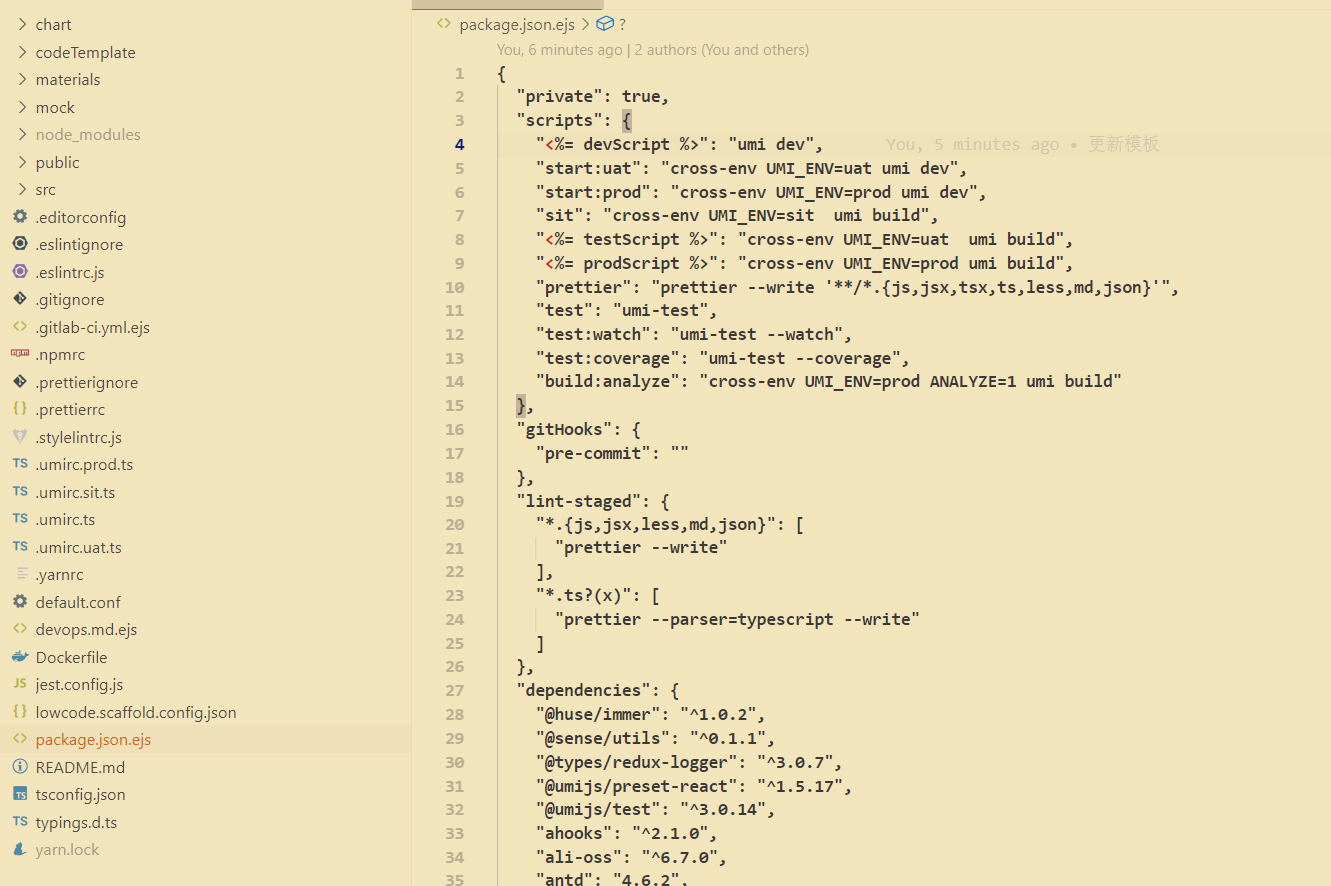 chart
codeTemplate
materials
mock
node_modules
public
src
.editorconfig
.eslintignore
.eslintrc.js
.gitignore
.gitlab-ci.yml.ejs
.npmrc
.prettierignore
.prettierrc
.stylelintrc.js
TS .umirc.prod.ts
TS .umirc.sit.ts
TS .umirc.ts
TS .umirc.uat.ts
.yarnrc
default.conf
devops.md.ejs
Dockerfile
JS jest.config.js
lowcode.scaffold.config.json
package.json.ejs
README.md
TS tsconfig.json
TS typings.d.ts
yarn.lock
package.json.ejs > ?
You, 6 minutes ago | 2 authors (You and others)
1 {
2 "private": true,
3 "scripts": {
4 "<%= devScript %>": "umi dev", You, 5 minutes ago • 更新模板
5 "start:uat": "cross-env UMI_ENV=uat umi dev",
6 "start:prod": "cross-env UMI_ENV=prod umi dev",
7 "sit": "cross-env UMI_ENV=sit  umi build",
8 "<%= testScript %>": "cross-env UMI_ENV=uat  umi build",
9 "<%= prodScript %>": "cross-env UMI_ENV=prod umi build",
10 "prettier": "prettier --write '**/*.{js,jsx,tsx,ts,less,md,json}'",
11 "test": "umi-test",
12 "test:watch": "umi-test --watch",
13 "test:coverage": "umi-test --coverage",
14 "build:analyze": "cross-env UMI_ENV=prod ANALYZE=1 umi build"
15 },
16 "gitHooks": {
17 "pre-commit": ""
18 },
19 "lint-staged": {
20 "*.{js,jsx,less,md,json}": [
21 "prettier --write"
22 ],
23 "*.ts?(x)": [
24 "prettier --parser=typescript --write"
25 ]
26 },
27 "dependencies": {
28 "@huse/immer": "^1.0.2",
29 "@sense/utils": "^0.1.1",
30 "@types/redux-logger": "^3.0.7",
31 "@umijs/preset-react": "^1.5.17",
32 "@umijs/test": "^3.0.14",
33 "ahooks": "^2.1.0",
34 "ali-oss": "^6.7.0",
35 "antd": "4.6.2",